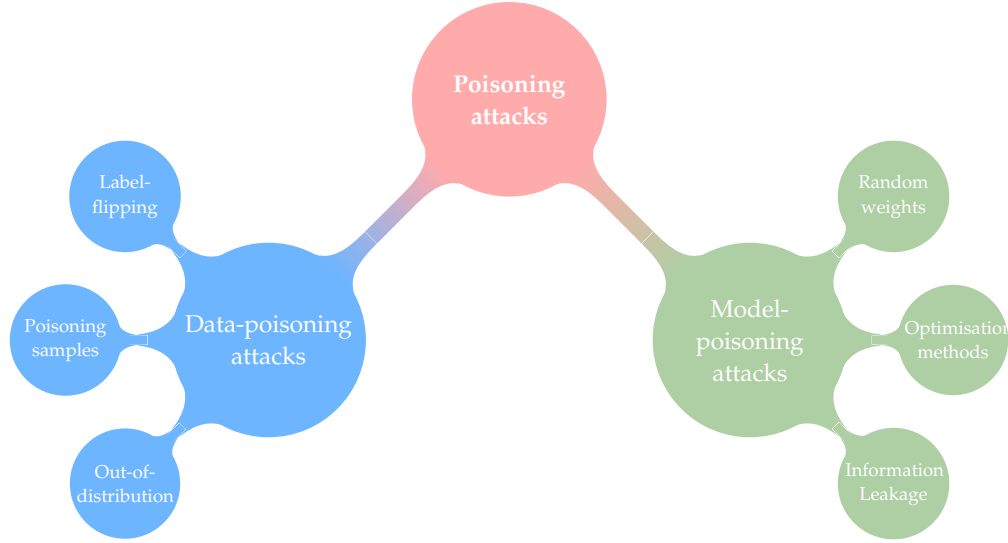 Poisoning
attacks
Label-
flipping
Poisoning
samples
Out-of-
distribution
Data-poisoning
attacks
Model-
poisoning
attacks
Random
weights
Optimisation
methods
Information
Leakage